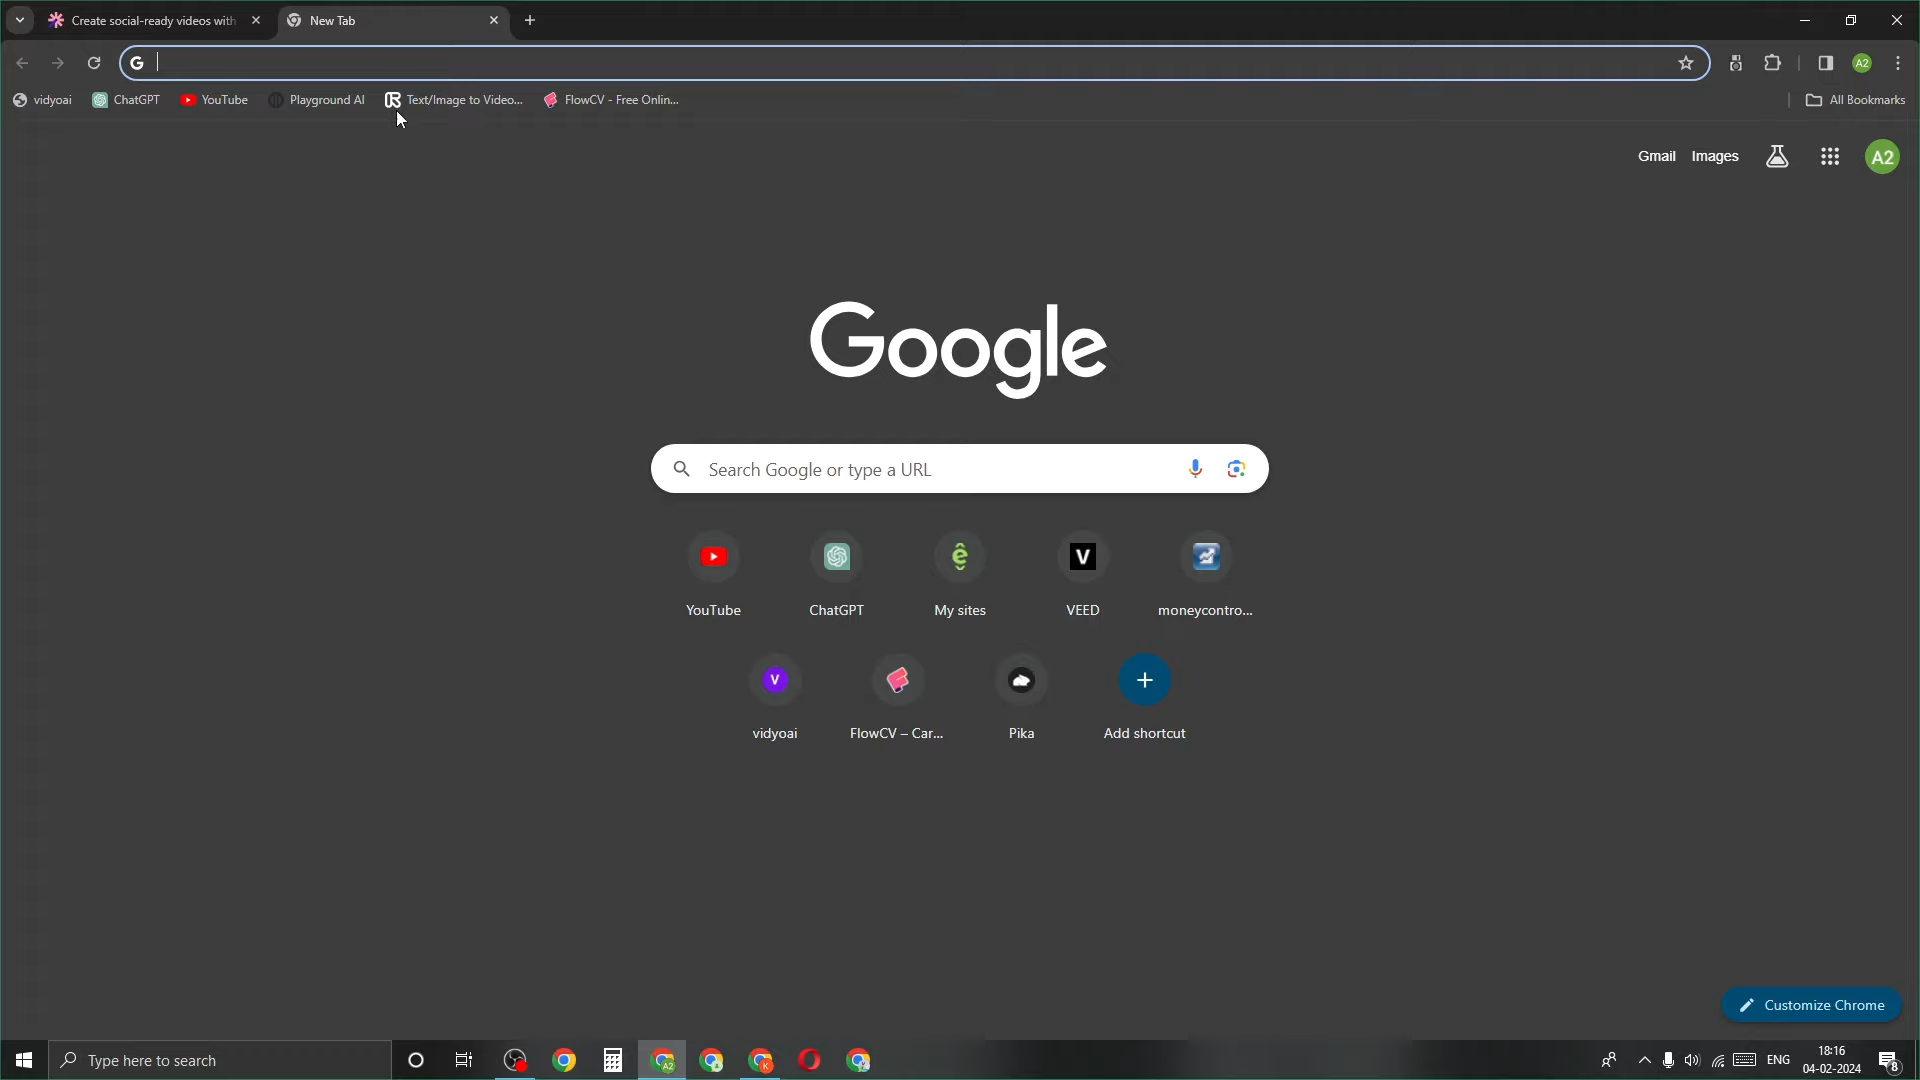 Create social-ready videos with
New Tab
vidyoai
ChatGPT
YouTube
Playground AI
Text/Image to Video...
FlowCV - Free Onlin...
All Bookmarks
A2
Gmail
Images
A2
Google
Search Google or type a URL
YouTube
ChatGPT
My sites
VEED
moneycontro...
vidyoai
FlowCV – Car...
Pika
Add shortcut
Customize Chrome
Type here to search
ENG
18:16
04-02-2024
8